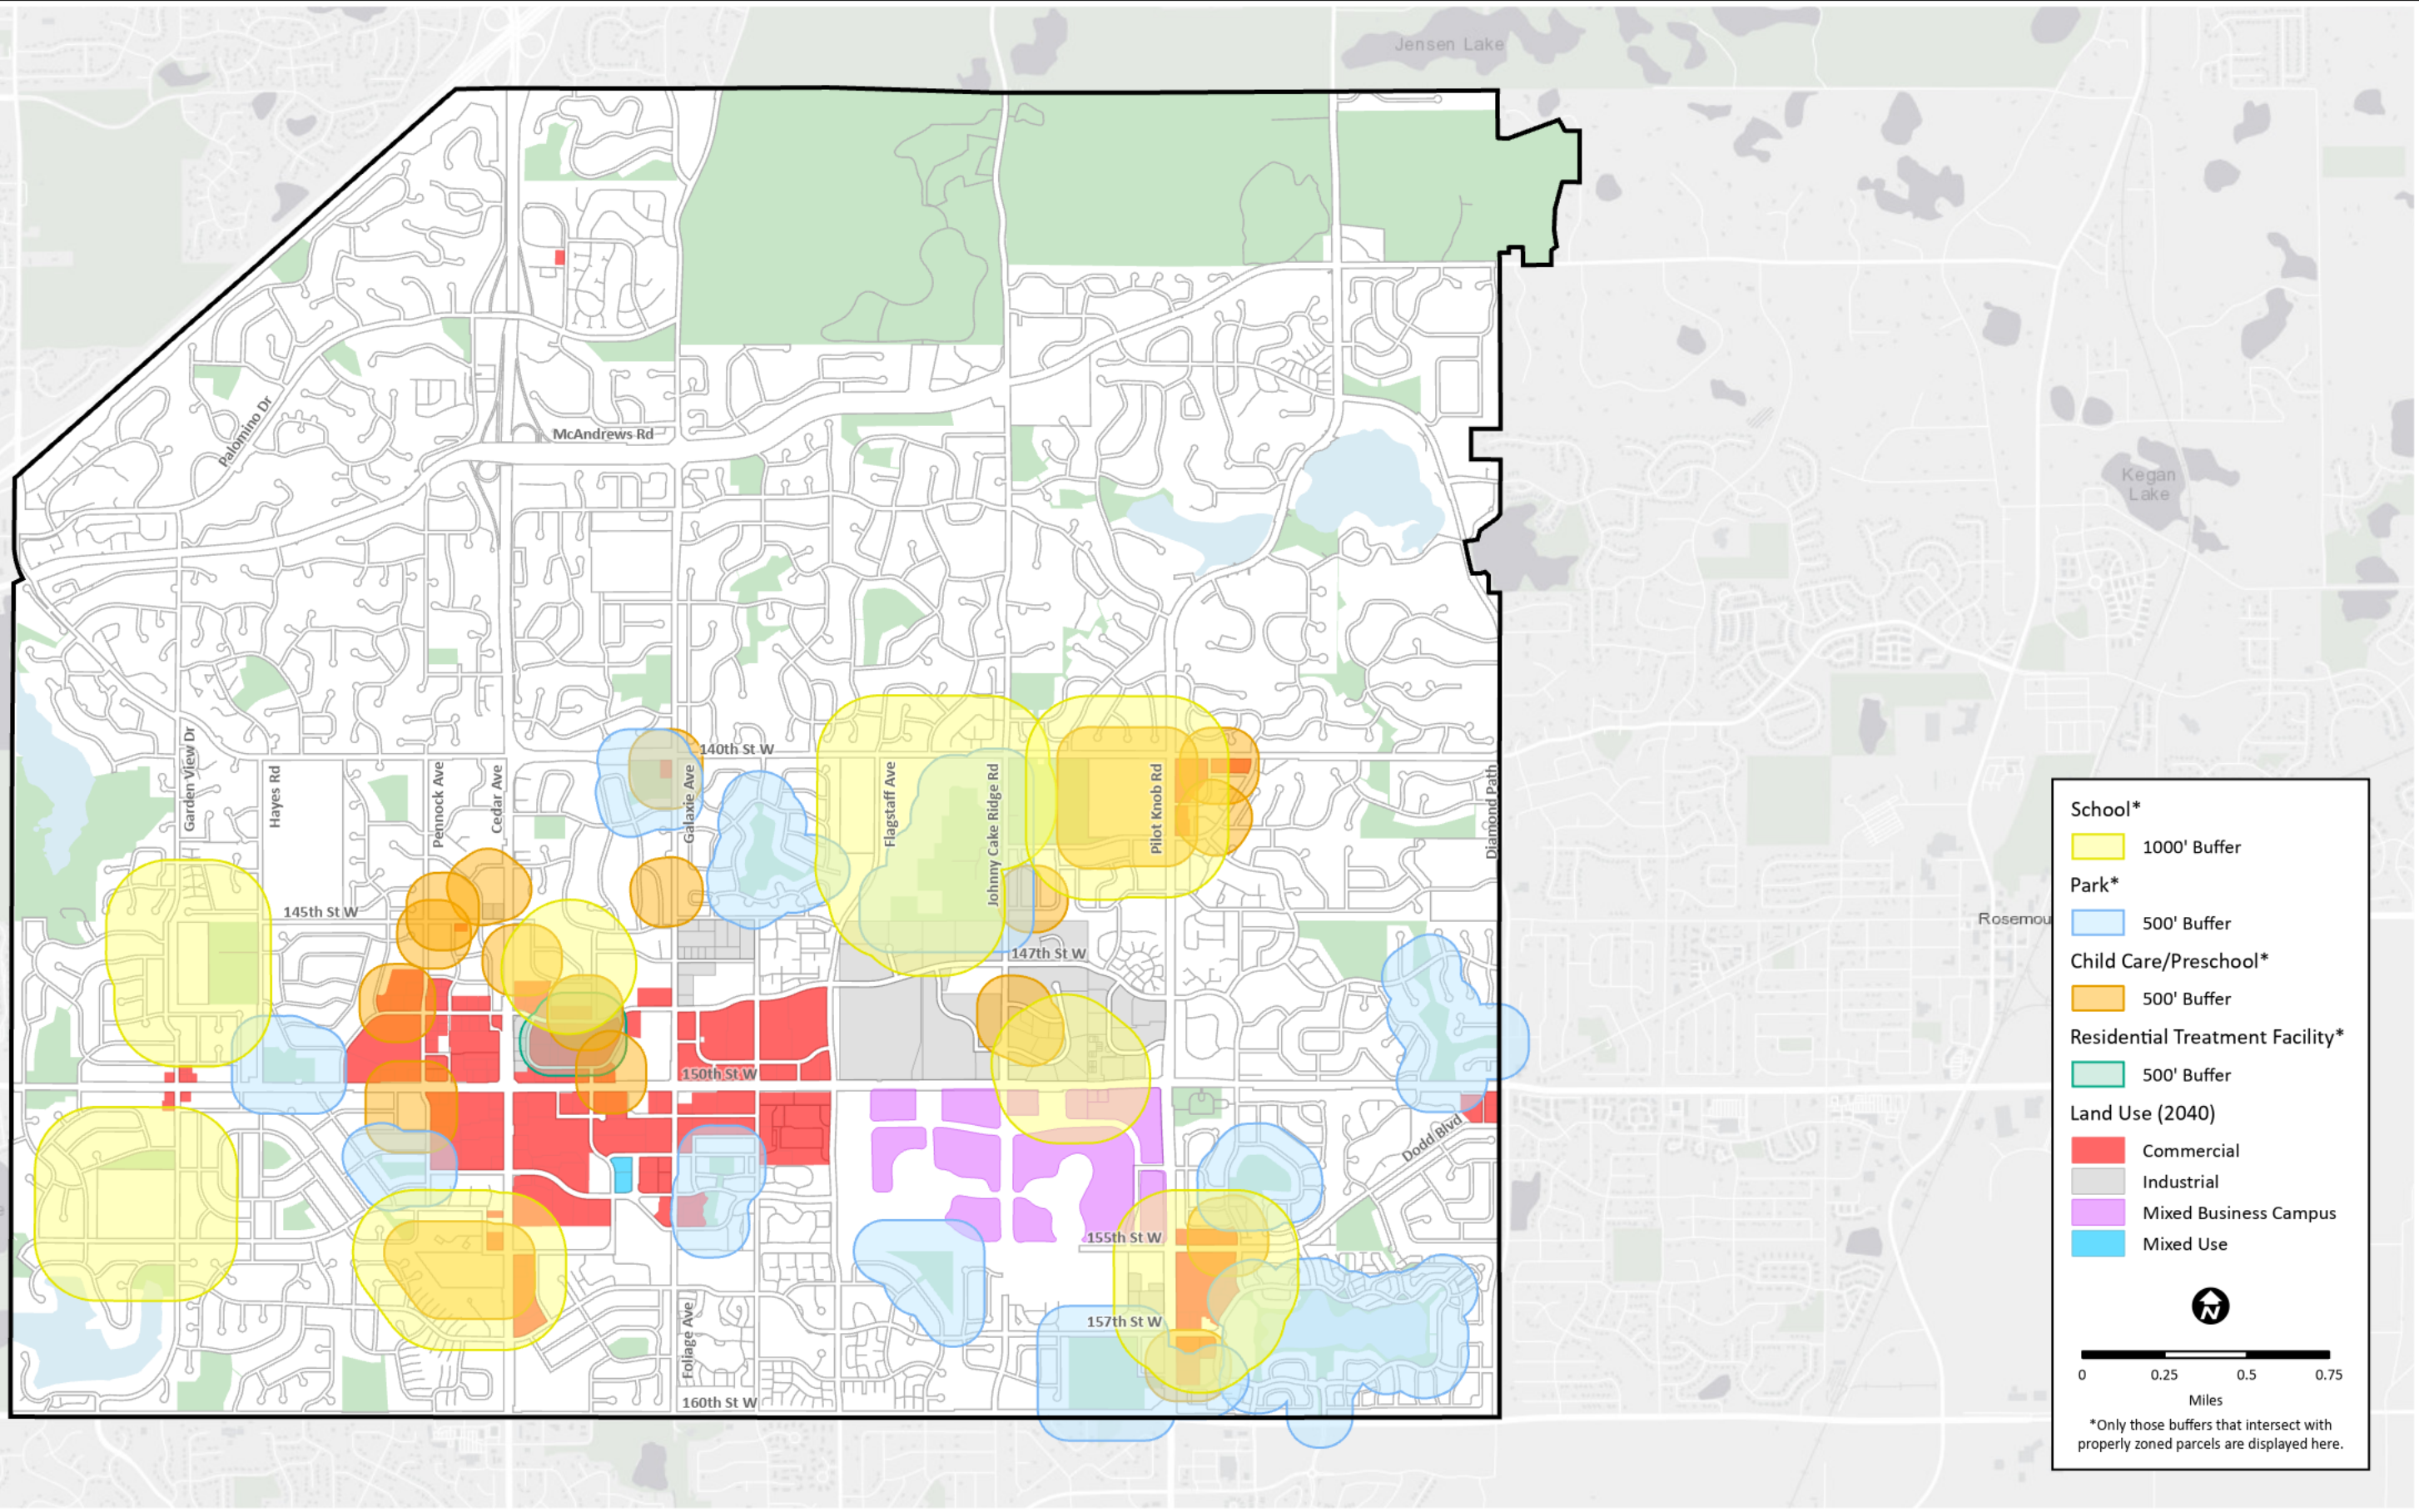 Jensen Lake
Palomino Dr
McAndrews Rd
Kegan
Lake
140th St W
Garden View Dr
Hayes Rd
Pennock Ave
Cedar Ave
Galaxie Ave
Flagstaff Ave
Johnny Cake Ridge Rd
Pilot Knob Rd
Diamond Path
145th St W
147th St W
Rosemou
150th St W
Dodd Blvd
155th St W
157th St W
Foliage Ave
160th St W
School*
1000' Buffer
Park*
500' Buffer
Child Care/Preschool*
500' Buffer
Residential Treatment Facility*
500' Buffer
Land Use (2040)
Commercial
Industrial
Mixed Business Campus
Mixed Use
N
0 0.25 0.5 0.75
Miles
*Only those buffers that intersect with
properly zoned parcels are displayed here.